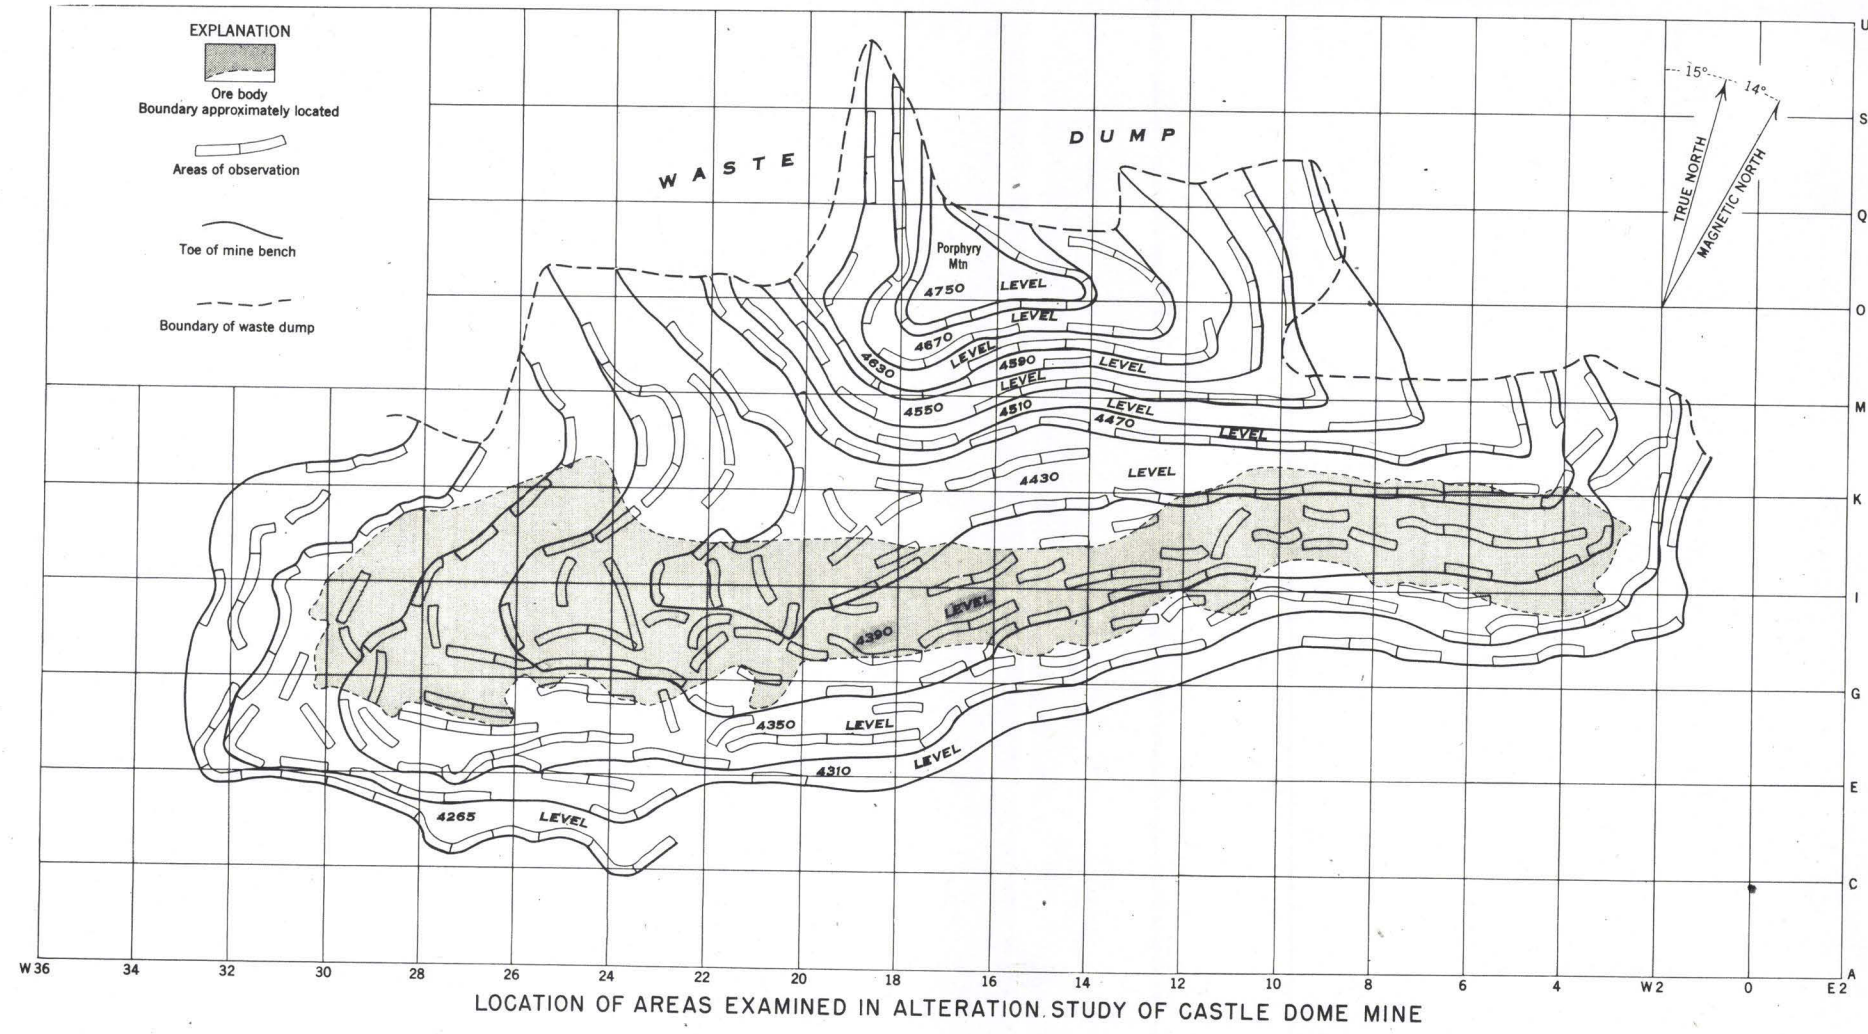 EXPLANATION
Ore body
Boundary approximately located
Areas of observation
Toe of mine bench
Boundary of waste dump
WASTE DUMP
15°
14°
TRUE NORTH
MAGNETIC NORTH
Porphyry
Mtn
4750 LEVEL
LEVEL
4670
LEVEL
4630
4590
LEVEL
LEVEL
4550
4510
LEVEL
4470
LEVEL
4430
LEVEL
4390
LEVEL
4350
LEVEL
4310
LEVEL
4265
LEVEL
U
S
Q
O
M
K
I
G
E
C
A
W 36 34 32 30 28 26 24 22 20 18 16 14 12 10 8 6 4 W 2 0 E 2
LOCATION OF AREAS EXAMINED IN ALTERATION STUDY OF CASTLE DOME MINE